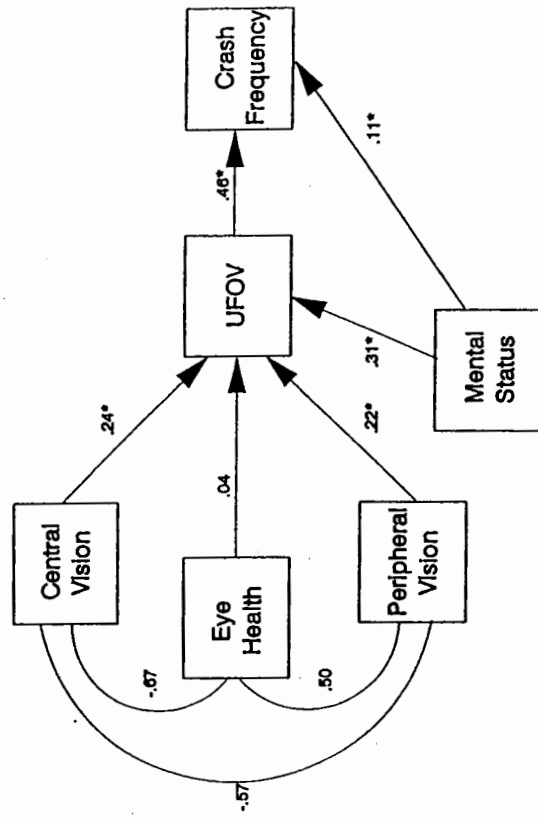 Central
Vision
Eye
Health
Peripheral
Vision
Mental
Status
UFOV
Crash
Frequency
.24*
.04
.22*
.31*
.46*
.11*
-.67
.50
-.57